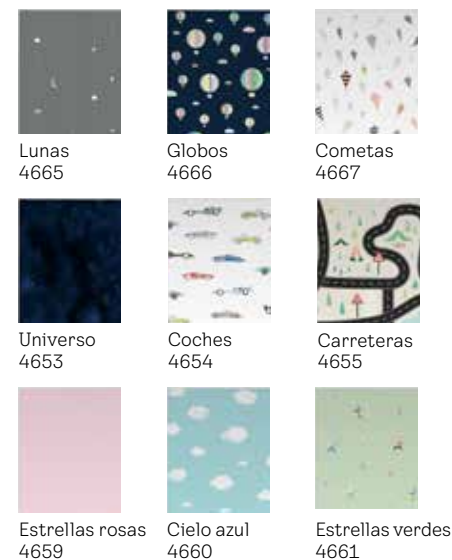 Lunas
4665
Globos
4666
Cometas
4667
Universo
4653
Coches
4654
Carreteras
4655
Estrellas rosas
4659
Cielo azul
4660
Estrellas verdes
4661